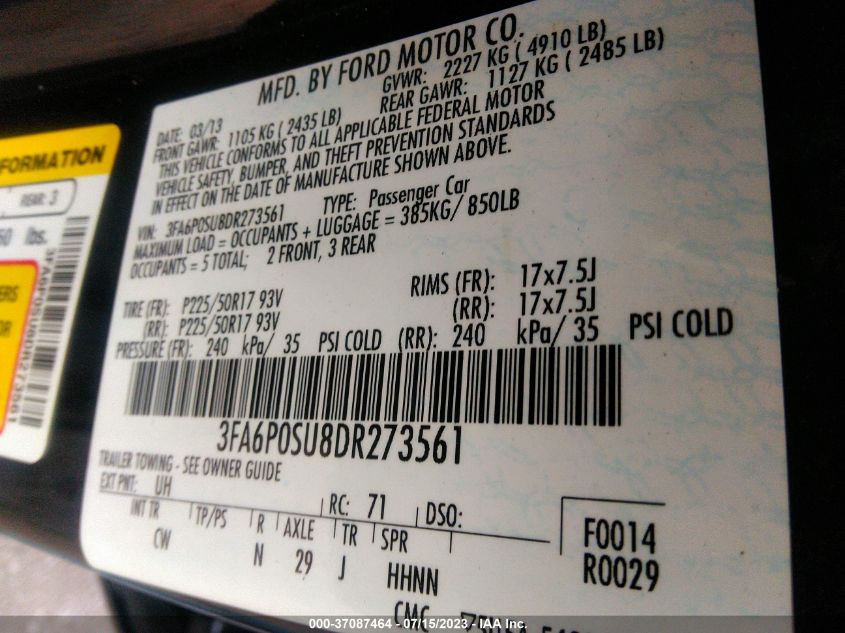 MFD. BY FORD MOTOR CO.
DATE: 03/13 GVWR: 2227 KG ( 4910 LB)
FRONT GAWR: 1105 KG ( 2435 LB) REAR GAWR: 1127 KG ( 2485 LB)
THIS VEHICLE CONFORMS TO ALL APPLICABLE FEDERAL MOTOR
VEHICLE SAFETY, BUMPER, AND THEFT PREVENTION STANDARDS
IN EFFECT ON THE DATE OF MANUFACTURE SHOWN ABOVE.
VIN: 3FA6P0SU8DR273561 TYPE: Passenger Car
MAXIMUM LOAD = OCCUPANTS + LUGGAGE = 385KG/ 850LB
OCCUPANTS = 5 TOTAL; 2 FRONT, 3 REAR
TIRE (FR): P225/50R17 93V RIMS (FR): 17x7.5J
(RR): P225/50R17 93V (RR): 17x7.5J
PRESSURE (FR): 240 kPa/ 35 PSI COLD (RR): 240 kPa/ 35 PSI COLD
3FA6P0SU8DR273561
TRAILER TOWING - SEE OWNER GUIDE
EXT PNT: UH RC: 71 DSO:
INT TR TP/PS R AXLE TR SPR
CW N 29 J HHNN
F0014
R0029
CMC
REAR: 3
lbs.
3FA6P0SU8DR273561
000-37087464 - 07/15/2023 - IAA Inc.